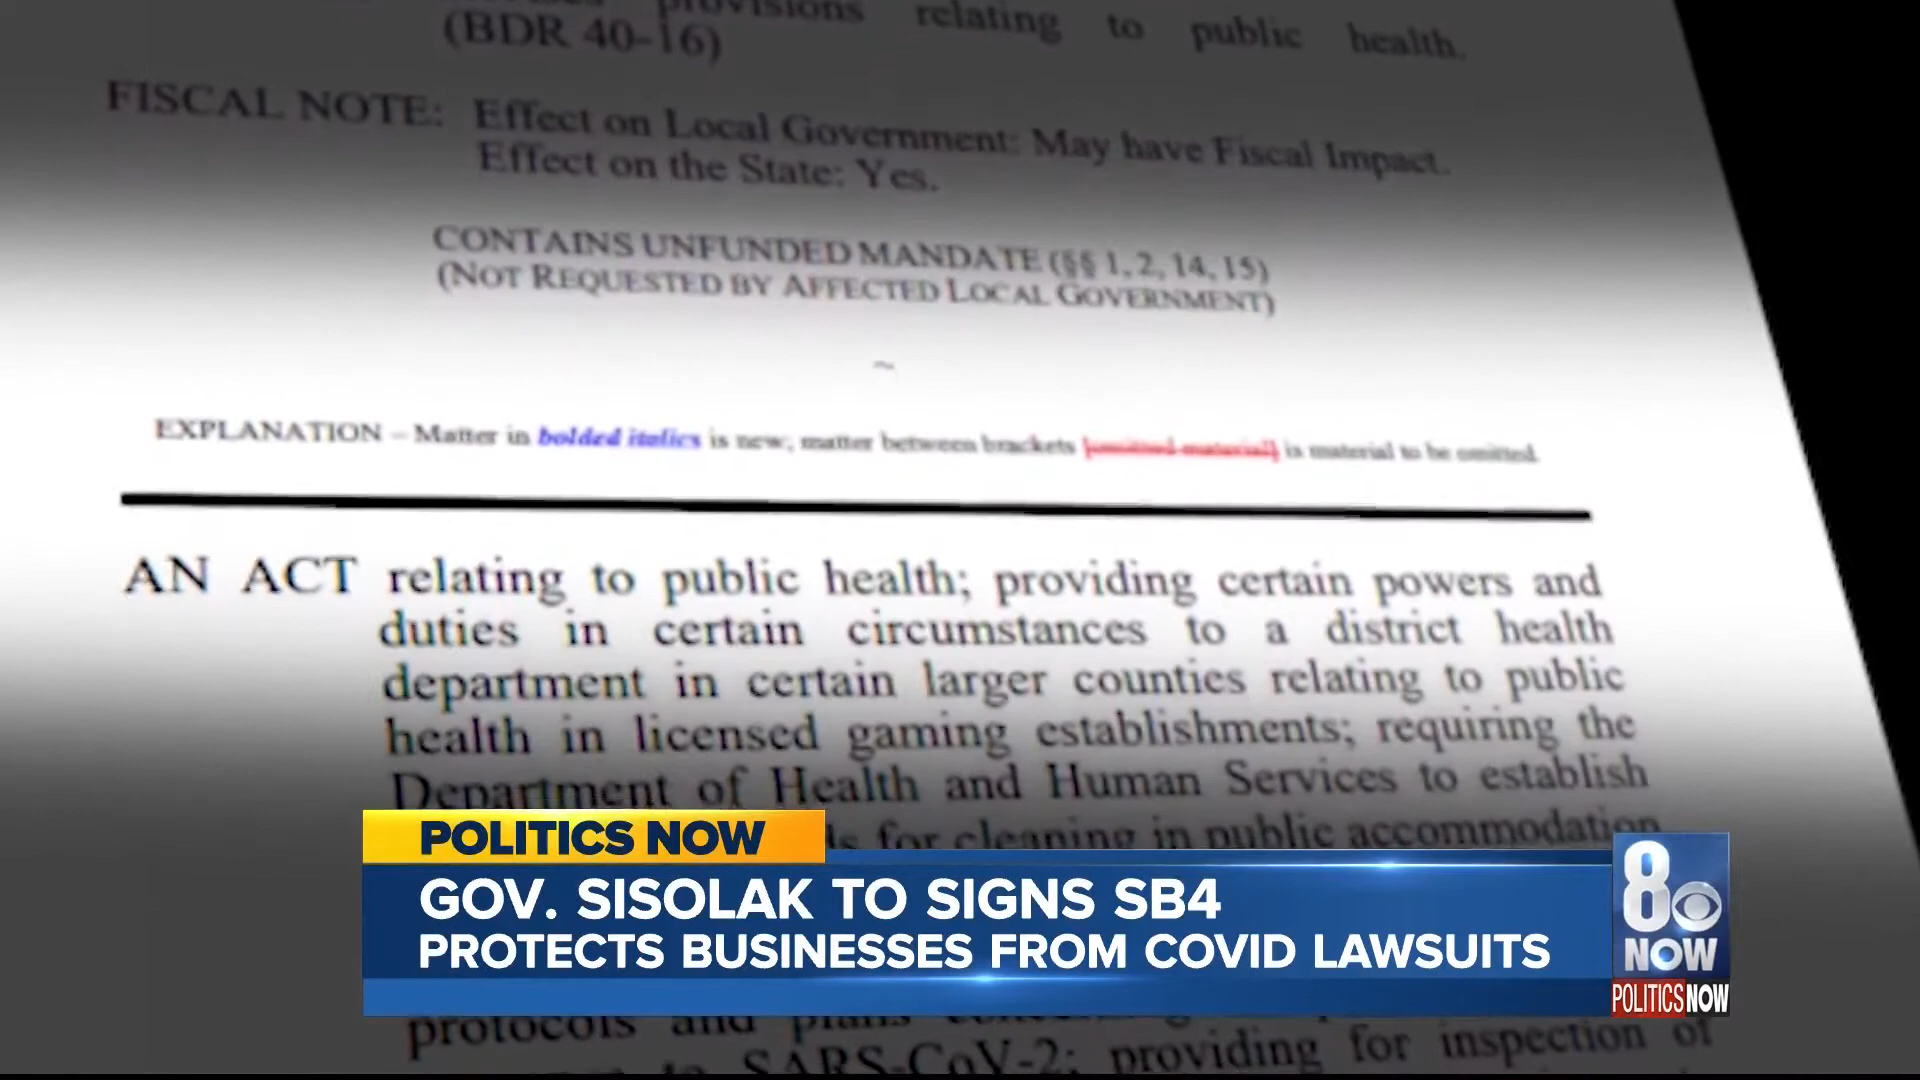 provisions relating to public health.
(BDR 40-16)
FISCAL NOTE: Effect on Local Government: May have Fiscal Impact.
Effect on the State: Yes.
CONTAINS UNFUNDED MANDATE (§§ 1, 2, 14, 15)
(NOT REQUESTED BY AFFECTED LOCAL GOVERNMENT)
~
EXPLANATION – Matter in bolded italics is new; matter between brackets [omitted material] is material to be omitted.
AN ACT relating to public health; providing certain powers and
duties in certain circumstances to a district health
department in certain larger counties relating to public
health in licensed gaming establishments; requiring the
Department of Health and Human Services to establish
for cleaning in public accommodation
POLITICS NOW
GOV. SISOLAK TO SIGNS SB4
PROTECTS BUSINESSES FROM COVID LAWSUITS
8
NOW
POLITICSNOW
protocols and plans
to SARS-CoV-2; providing for inspection of